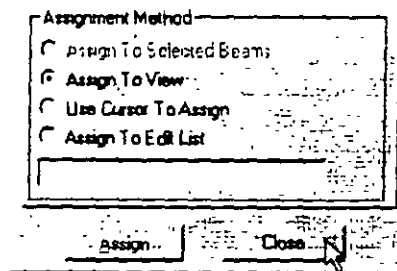 Assignment Method
Assign To Selected Beams
Assign To View
Use Cursor To Assign
Assign To Edit List
Assign
Close